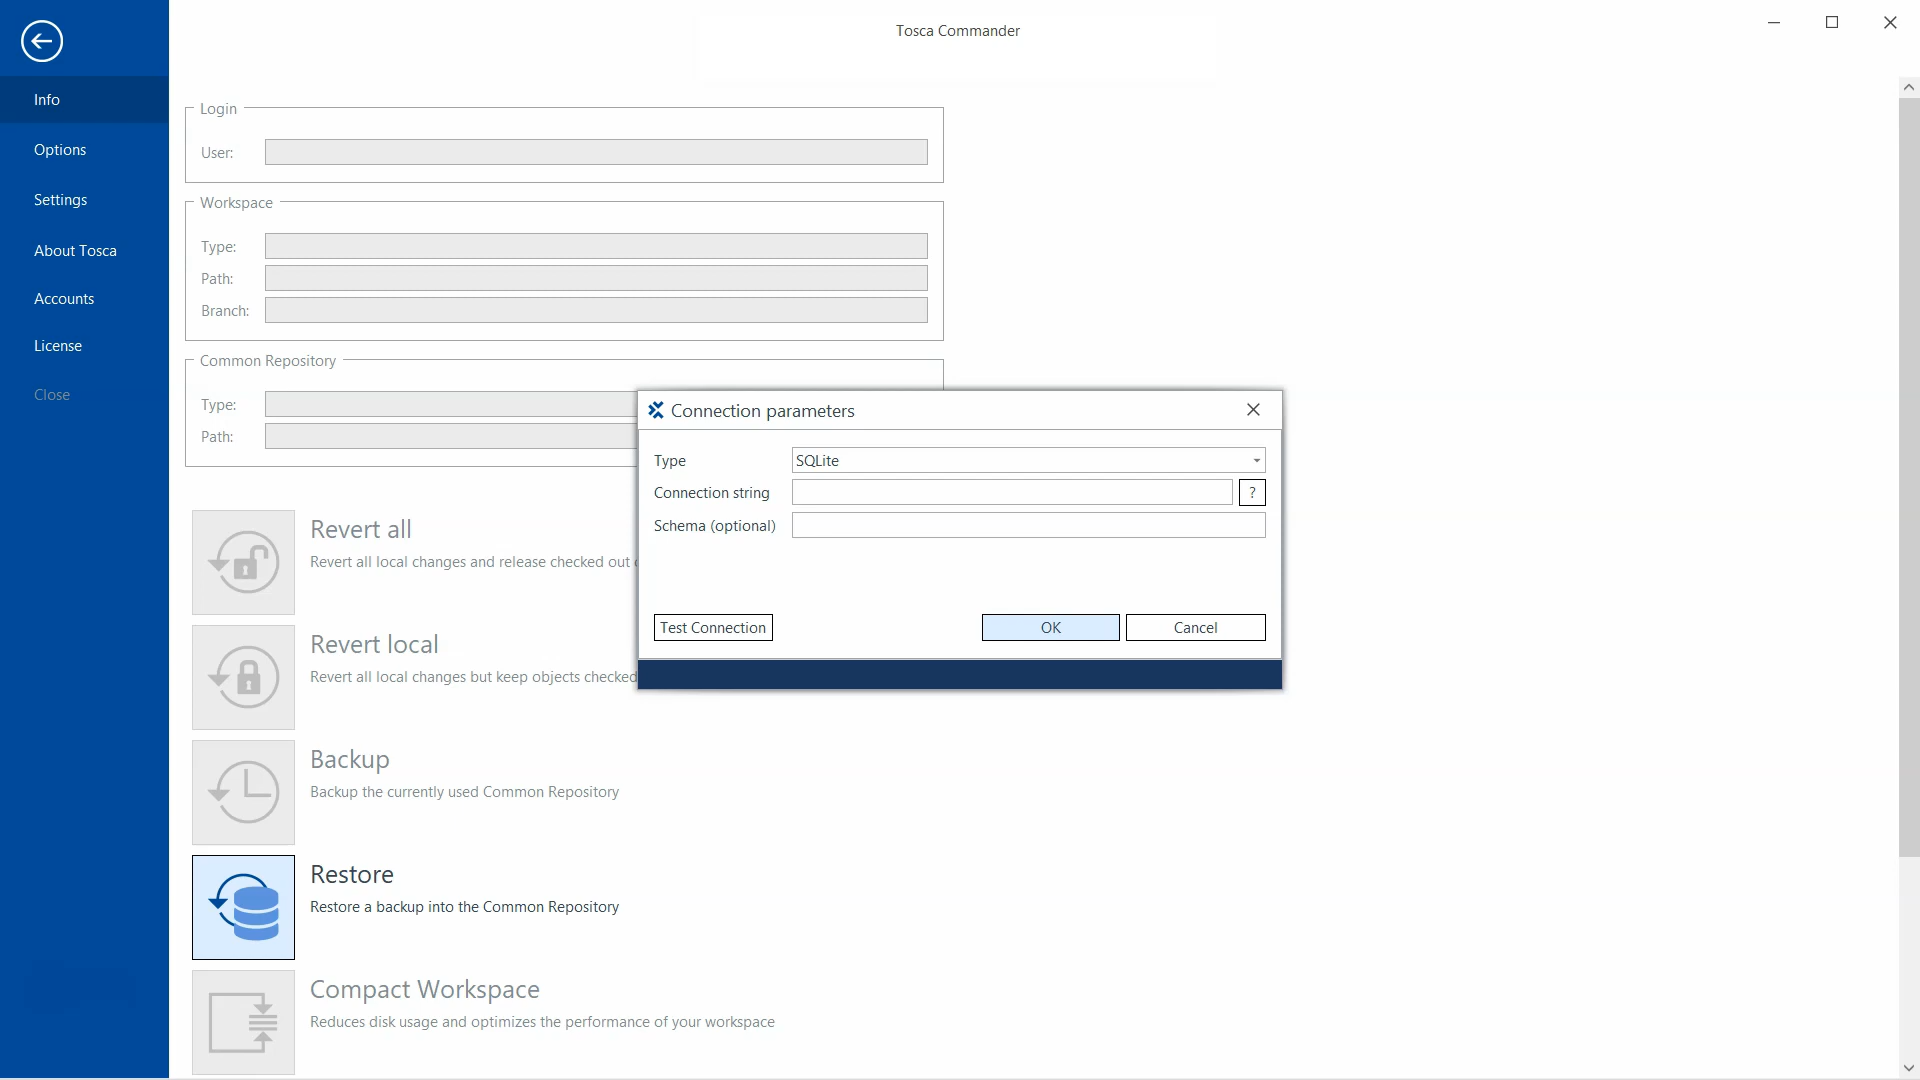 Tosca Commander
Info
Options
Settings
About Tosca
Accounts
License
Close
Login
User:
Workspace
Type:
Path:
Branch:
Common Repository
Type:
Path:
Connection parameters
Type
SQLite
Connection string
?
Schema (optional)
Test Connection
OK
Cancel
Revert all
Revert all local changes and release checked out
Revert local
Revert all local changes but keep objects checked
Backup
Backup the currently used Common Repository
Restore
Restore a backup into the Common Repository
Compact Workspace
Reduces disk usage and optimizes the performance of your workspace